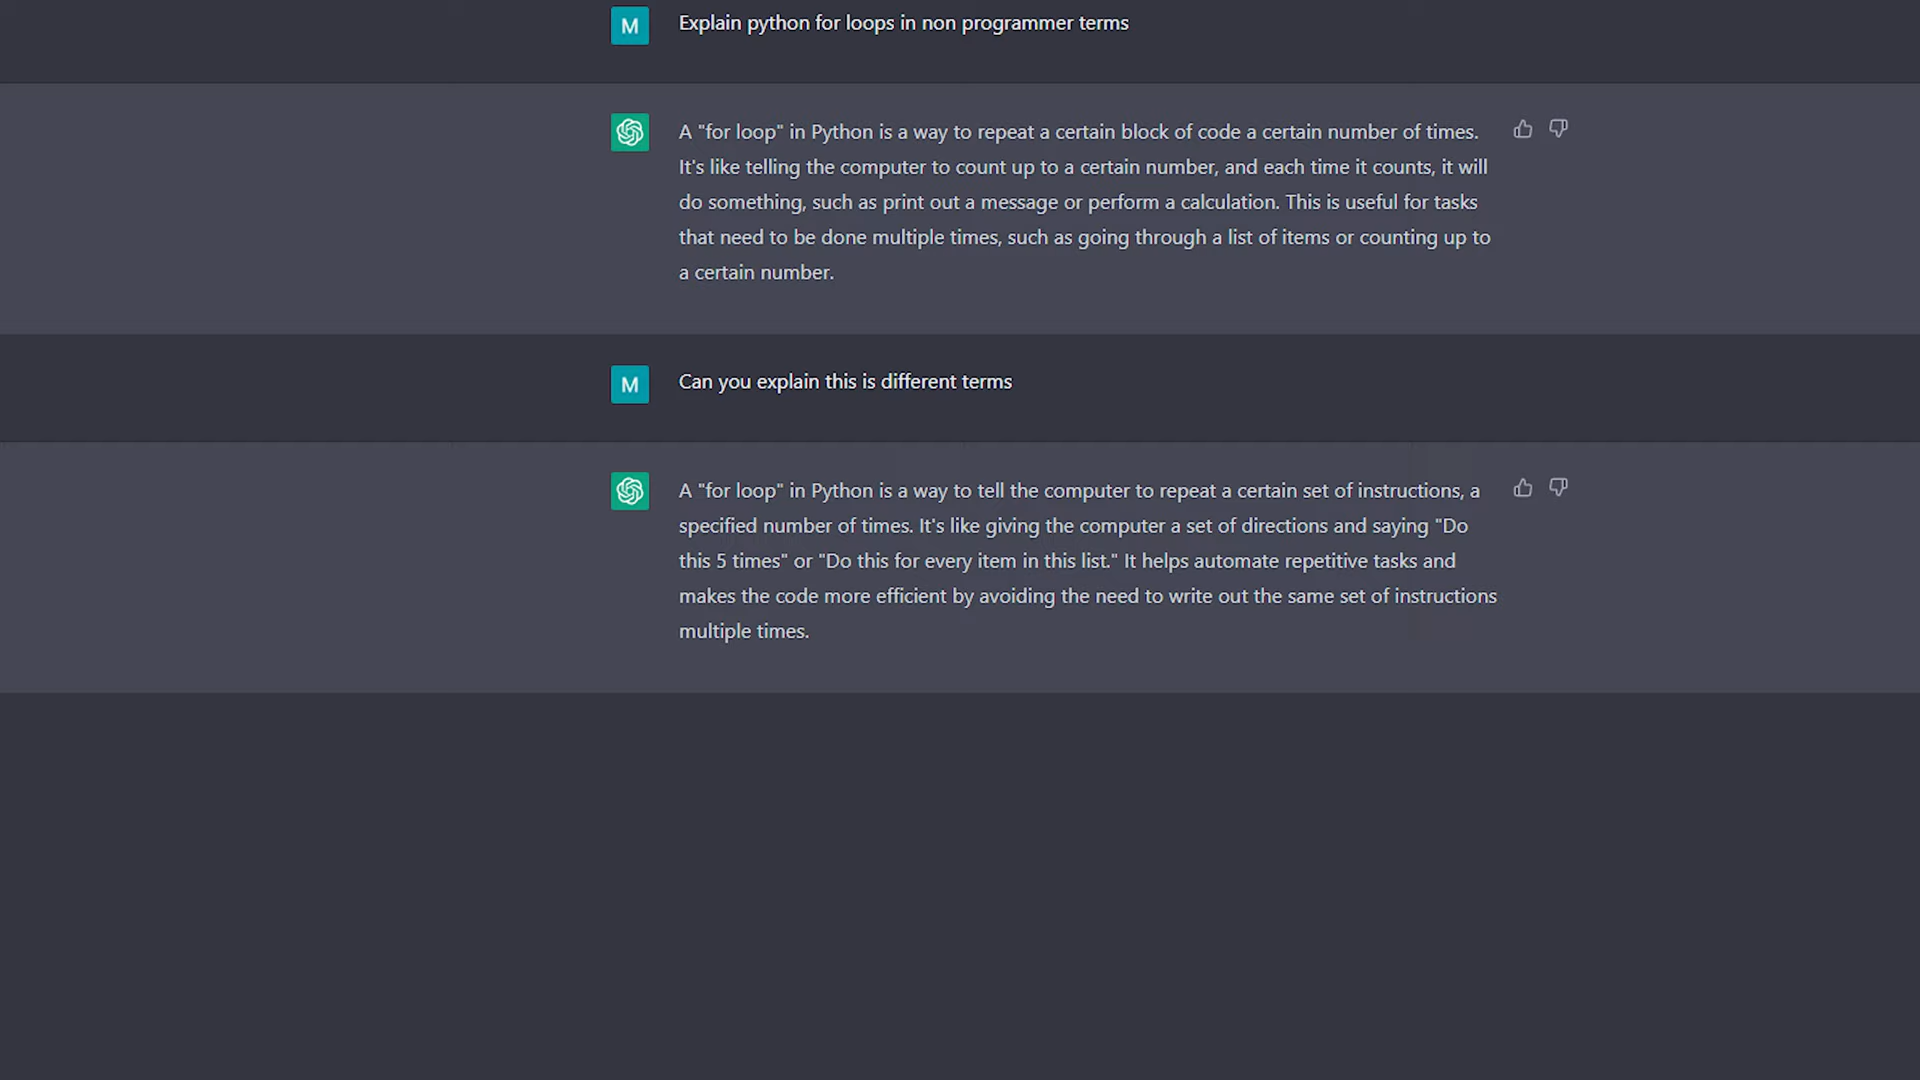 M
Explain python for loops in non programmer terms
A "for loop" in Python is a way to repeat a certain block of code a certain number of times.
It's like telling the computer to count up to a certain number, and each time it counts, it will
do something, such as print out a message or perform a calculation. This is useful for tasks
that need to be done multiple times, such as going through a list of items or counting up to
a certain number.
M
Can you explain this is different terms
A "for loop" in Python is a way to tell the computer to repeat a certain set of instructions, a
specified number of times. It's like giving the computer a set of directions and saying "Do
this 5 times" or "Do this for every item in this list." It helps automate repetitive tasks and
makes the code more efficient by avoiding the need to write out the same set of instructions
multiple times.